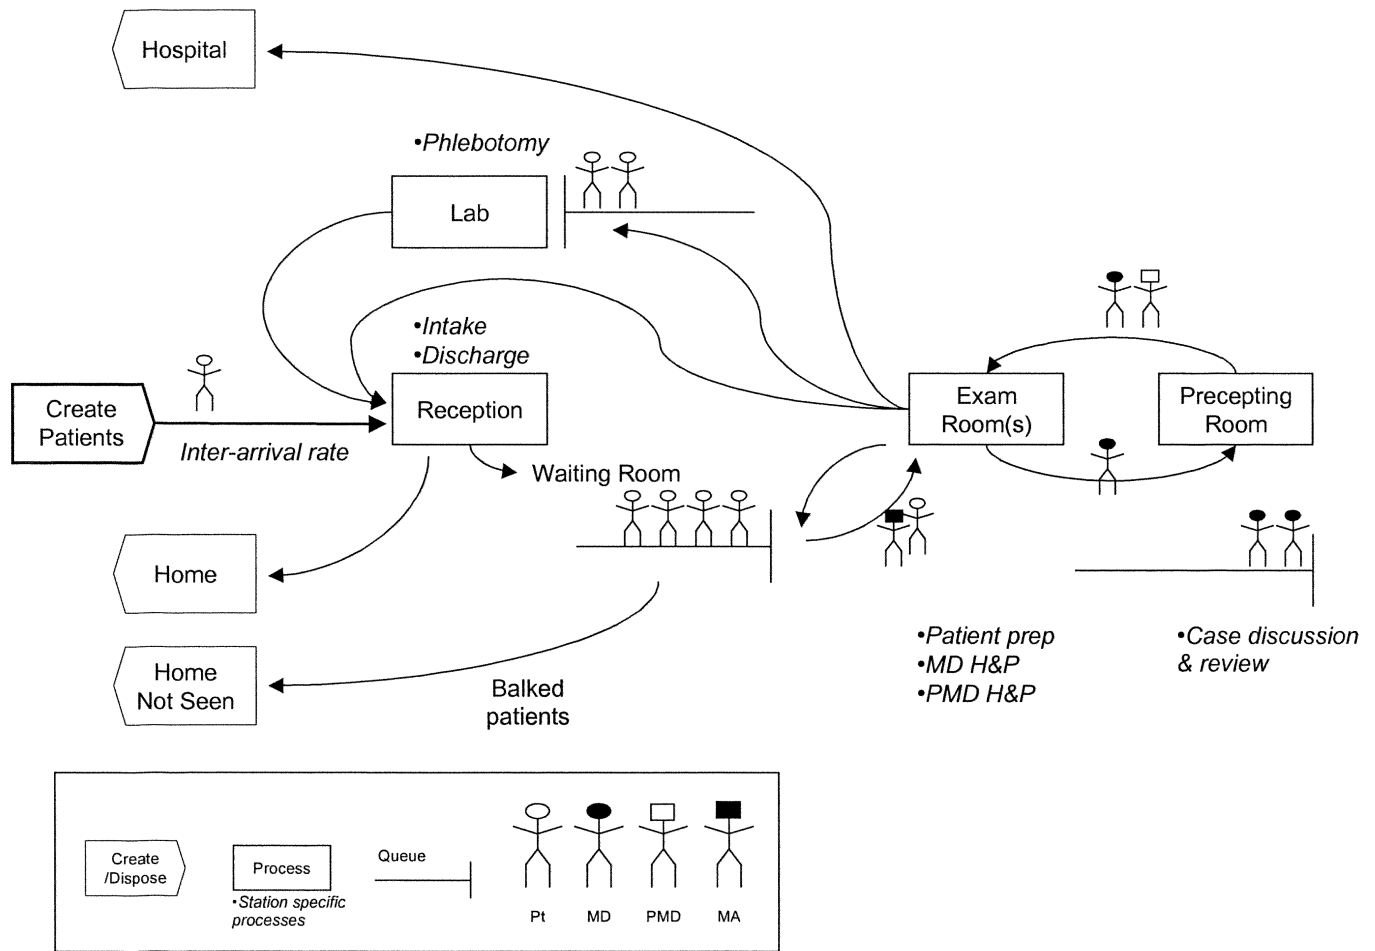 Hospital
•Phlebotomy
Lab
•Intake
•Discharge
Create
Patients
Inter-arrival rate
Reception
Exam
Room(s)
Precepting
Room
Waiting Room
Home
Home
Not Seen
Balked
patients
•Patient prep
•MD H&P
•PMD H&P
•Case discussion
& review
Create
/Dispose
Process
•Station specific
processes
Queue
Pt
MD
PMD
MA